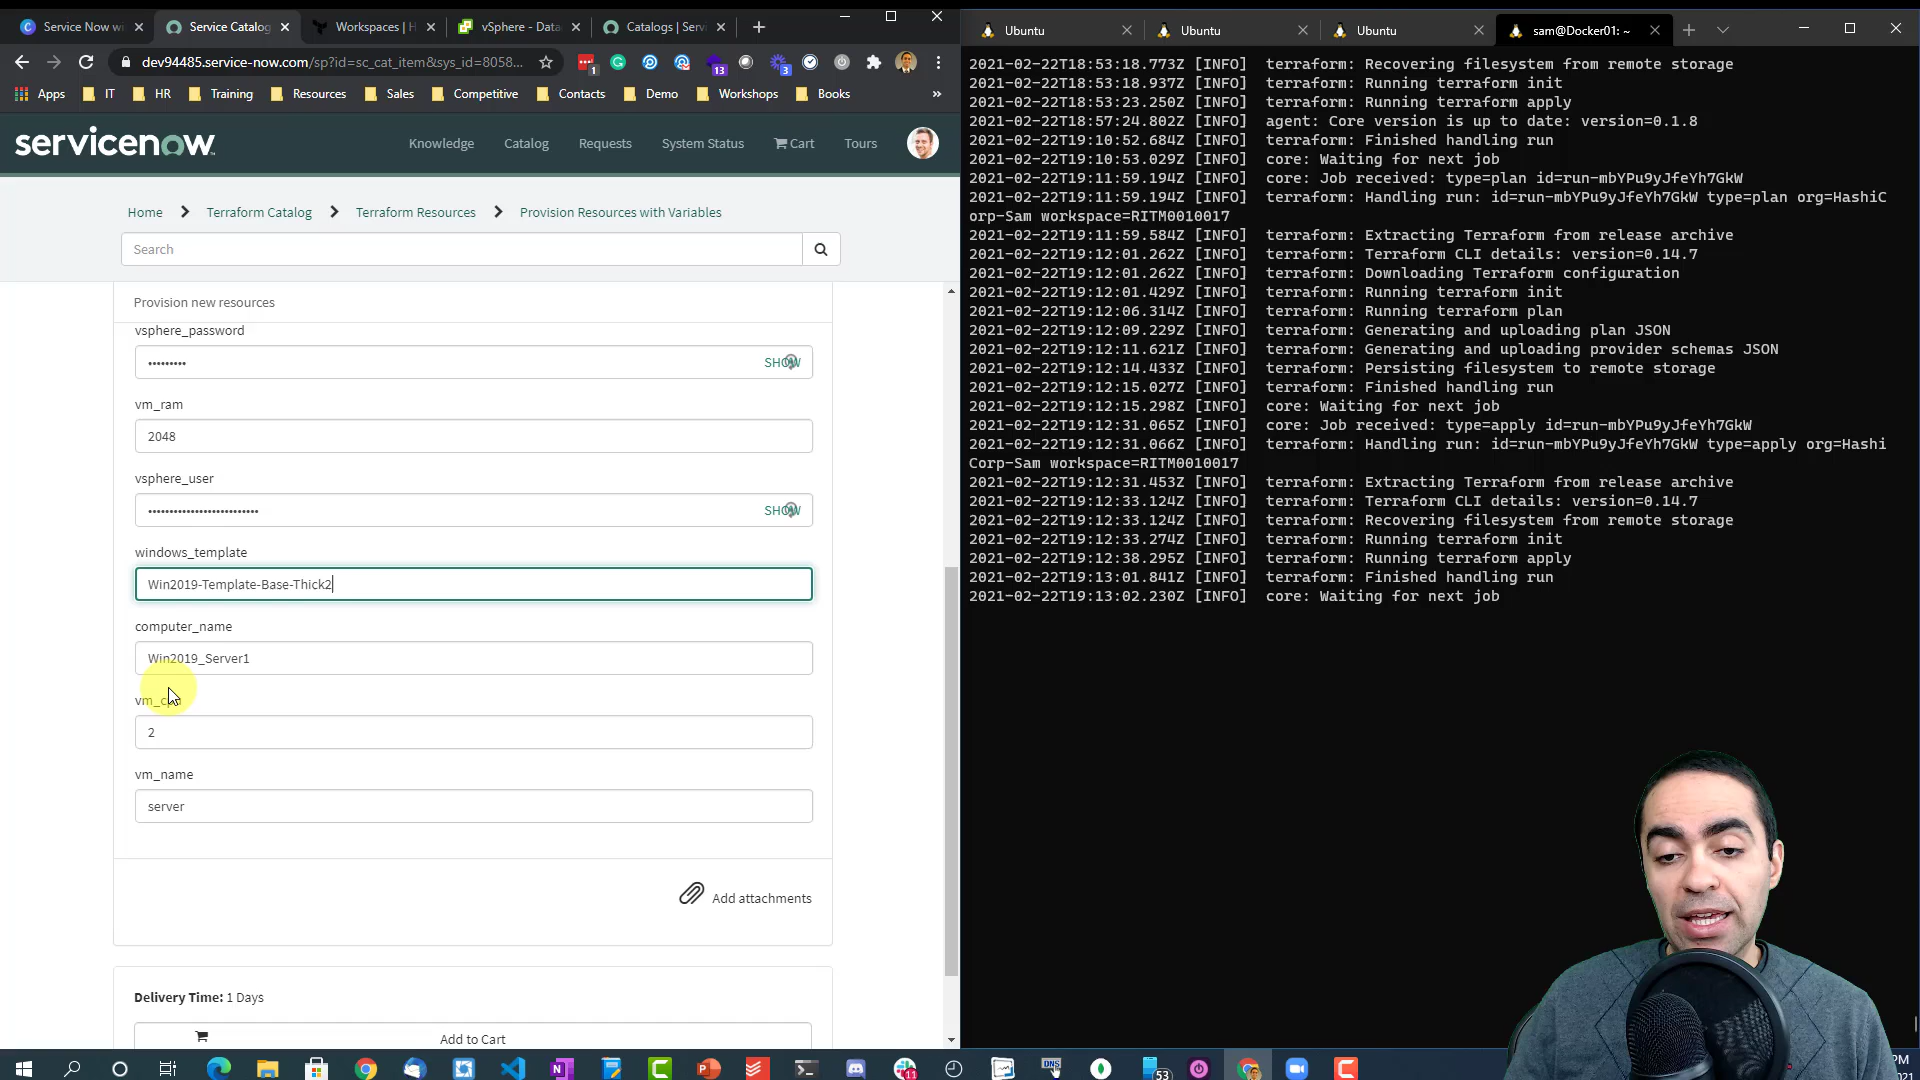 Service Now wi
Service Catalog
Workspaces | H
vSphere - Data
Catalogs | Servi
dev94485.service-now.com/sp?id=sc_cat_item&sys_id=8058...
1
13
3
Apps
IT
HR
Training
Resources
Sales
Competitive
Contacts
Demo
Workshops
Books
»
servicenow
Knowledge
Catalog
Requests
System Status
Cart
Tours
Home
Terraform Catalog
Terraform Resources
Provision Resources with Variables
Search
Provision new resources
vsphere_password
•••••••••
SHOW
vm_ram
2048
vsphere_user
••••••••••••••••••••••••••
SHOW
windows_template
Win2019-Template-Base-Thick2
computer_name
Win2019_Server1
vm_cpu
2
vm_name
server
Add attachments
Delivery Time: 1 Days
Add to Cart
Ubuntu
Ubuntu
Ubuntu
sam@Docker01: ~
2021-02-22T18:53:18.773Z [INFO]  terraform: Recovering filesystem from remote storage
2021-02-22T18:53:18.937Z [INFO]  terraform: Running terraform init
2021-02-22T18:53:23.250Z [INFO]  terraform: Running terraform apply
2021-02-22T18:57:24.802Z [INFO]  agent: Core version is up to date: version=0.1.8
2021-02-22T19:10:52.684Z [INFO]  terraform: Finished handling run
2021-02-22T19:10:53.029Z [INFO]  core: Waiting for next job
2021-02-22T19:11:59.194Z [INFO]  core: Job received: type=plan id=run-mbYPu9yJfeYh7GkW
2021-02-22T19:11:59.194Z [INFO]  terraform: Handling run: id=run-mbYPu9yJfeYh7GkW type=plan org=HashiC
orp-Sam workspace=RITM0010017
2021-02-22T19:11:59.584Z [INFO]  terraform: Extracting Terraform from release archive
2021-02-22T19:12:01.262Z [INFO]  terraform: Terraform CLI details: version=0.14.7
2021-02-22T19:12:01.262Z [INFO]  terraform: Downloading Terraform configuration
2021-02-22T19:12:01.429Z [INFO]  terraform: Running terraform init
2021-02-22T19:12:06.314Z [INFO]  terraform: Running terraform plan
2021-02-22T19:12:09.229Z [INFO]  terraform: Generating and uploading plan JSON
2021-02-22T19:12:11.621Z [INFO]  terraform: Generating and uploading provider schemas JSON
2021-02-22T19:12:14.433Z [INFO]  terraform: Persisting filesystem to remote storage
2021-02-22T19:12:15.027Z [INFO]  terraform: Finished handling run
2021-02-22T19:12:15.298Z [INFO]  core: Waiting for next job
2021-02-22T19:12:31.065Z [INFO]  core: Job received: type=apply id=run-mbYPu9yJfeYh7GkW
2021-02-22T19:12:31.066Z [INFO]  terraform: Handling run: id=run-mbYPu9yJfeYh7GkW type=apply org=Hashi
Corp-Sam workspace=RITM0010017
2021-02-22T19:12:31.453Z [INFO]  terraform: Extracting Terraform from release archive
2021-02-22T19:12:33.124Z [INFO]  terraform: Terraform CLI details: version=0.14.7
2021-02-22T19:12:33.124Z [INFO]  terraform: Recovering filesystem from remote storage
2021-02-22T19:12:33.274Z [INFO]  terraform: Running terraform init
2021-02-22T19:12:38.295Z [INFO]  terraform: Running terraform apply
2021-02-22T19:13:01.841Z [INFO]  terraform: Finished handling run
2021-02-22T19:13:02.230Z [INFO]  core: Waiting for next job
11
53
PM